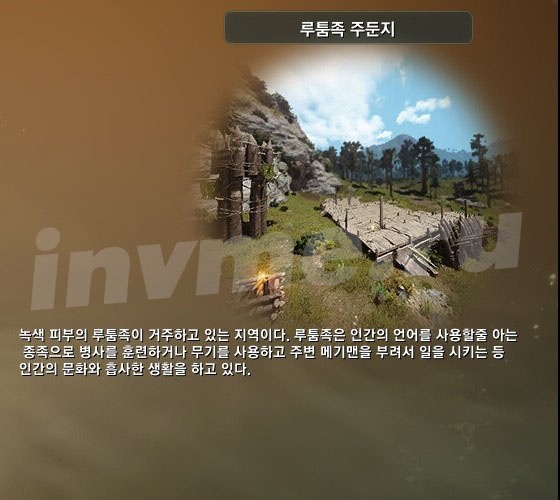 루툼족 주둔지
invme
녹색 피부의 루툼족이 거주하고 있는 지역이다. 루툼족은 인간의 언어를 사용할줄 아는
종족으로 병사를 훈련하거나 무기를 사용하고 주변 메기맨을 부려서 일을 시키는 등
인간의 문화와 흡사한 생활을 하고 있다.